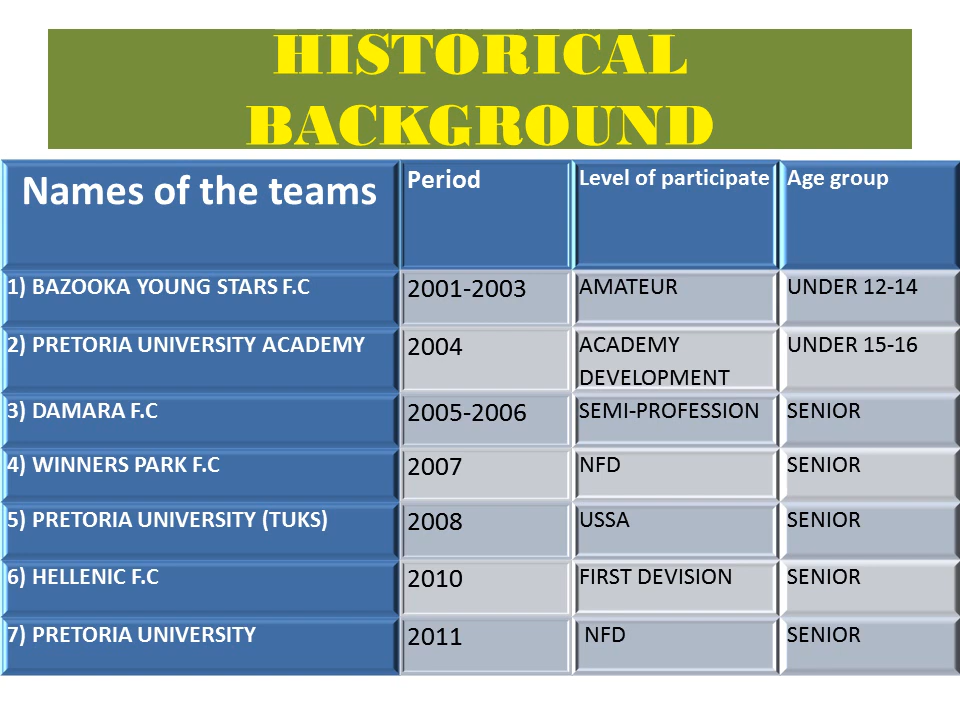 HISTORICAL
BACKGROUND
Names of the teams Period Level of participate Age group
1) BAZOOKA YOUNG STARS F.C 2001-2003 AMATEUR UNDER 12-14
2) PRETORIA UNIVERSITY ACADEMY 2004 ACADEMY DEVELOPMENT UNDER 15-16
3) DAMARA F.C 2005-2006 SEMI-PROFESSION SENIOR
4) WINNERS PARK F.C 2007 NFD SENIOR
5) PRETORIA UNIVERSITY (TUKS) 2008 USSA SENIOR
6) HELLENIC F.C 2010 FIRST DEVISION SENIOR
7) PRETORIA UNIVERSITY 2011 NFD SENIOR